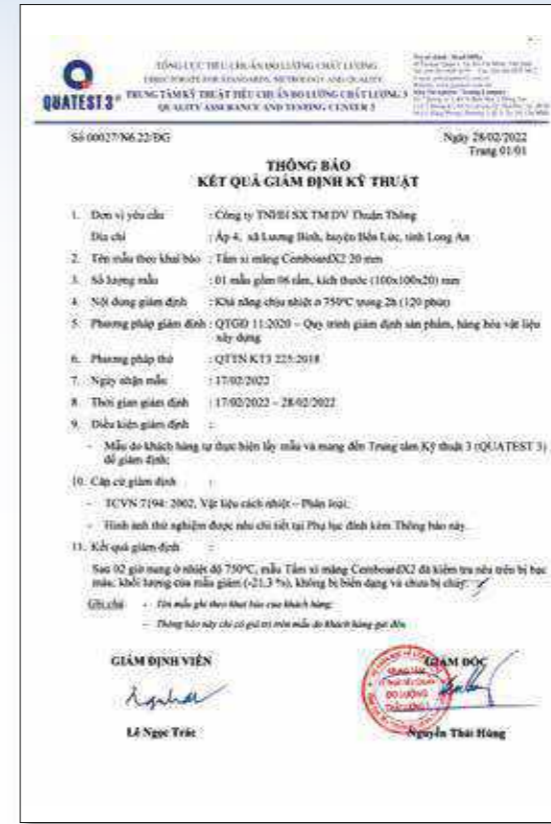 TỔNG CỤC TIÊU CHUẨN ĐO LƯỜNG CHẤT LƯỢNG
DIRECTORATE FOR STANDARDS, METROLOGY AND QUALITY
QUATEST 3®
TRUNG TÂM KỸ THUẬT TIÊU CHUẨN ĐO LƯỜNG CHẤT LƯỢNG 3
QUALITY ASSURANCE AND TESTING CENTER 3
Số 00027/N6.22/ĐG
Ngày 28/02/2022
Trang 01/01
THÔNG BÁO
KẾT QUẢ GIÁM ĐỊNH KỸ THUẬT
1. Đơn vị yêu cầu : Công ty TNHH SX TM DV Thuận Thông
Địa chỉ : Ấp 4, xã Lương Bình, huyện Bến Lức, tỉnh Long An
2. Tên mẫu theo khai báo : Tấm xi măng CemboardX2 20 mm
3. Số lượng mẫu : 01 mẫu gồm 06 tấm, kích thước (100x100x20) mm
4. Nội dung giám định : Khả năng chịu nhiệt ở 750°C trong 2h (120 phút)
5. Phương pháp giám định : QTGĐ 11:2020 – Quy trình giám định sản phẩm, hàng hóa vật liệu
xây dựng
6. Phương pháp thử : QTTN KT3 225:2018
7. Ngày nhận mẫu : 17/02/2022
8. Thời gian giám định : 17/02/2022 – 28/02/2022
9. Điều kiện giám định :
- Mẫu do khách hàng tự thực hiện lấy mẫu và mang đến Trung tâm Kỹ thuật 3 (QUATEST 3)
để giám định;
10. Căn cứ giám định :
- TCVN 7194: 2002, Vật liệu cách nhiệt – Phân loại;
- Hình ảnh thử nghiệm được nêu chi tiết tại Phụ lục đính kèm Thông báo này.
11. Kết quả giám định :
Sau 02 giờ nung ở nhiệt độ 750°C, mẫu Tấm xi măng CemboardX2 đã kiểm tra nêu trên bị bạc
màu, khối lượng của mẫu giảm (-21,3 %), không bị biến dạng và chưa bị cháy.
Ghi chú - Tên mẫu ghi theo khai báo của khách hàng;
- Thông báo này chỉ có giá trị trên mẫu do khách hàng gửi đến.
GIÁM ĐỊNH VIÊN
GIÁM ĐỐC
Lê Ngọc Trác
Nguyễn Thái Hùng